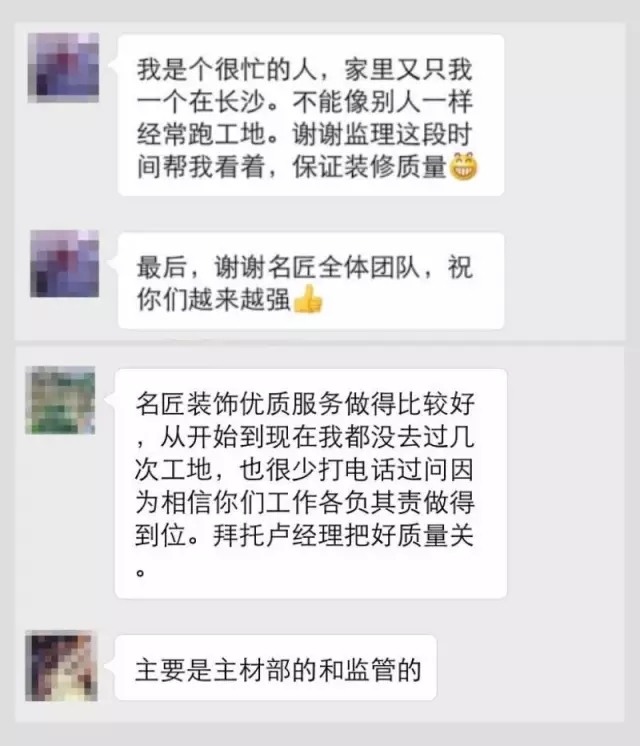 我是个很忙的人，家里又只我
一个在长沙。不能像别人一样
经常跑工地。谢谢监理这段时
间帮我看着，保证装修质量😁
最后，谢谢名匠全体团队，祝
你们越来越强👍
名匠装饰优质服务做得比较好
，从开始到现在我都没去过几
次工地，也很少打电话过问因
为相信你们工作各负其责做得
到位。拜托卢经理把好质量关
。
主要是主材部的和监管的